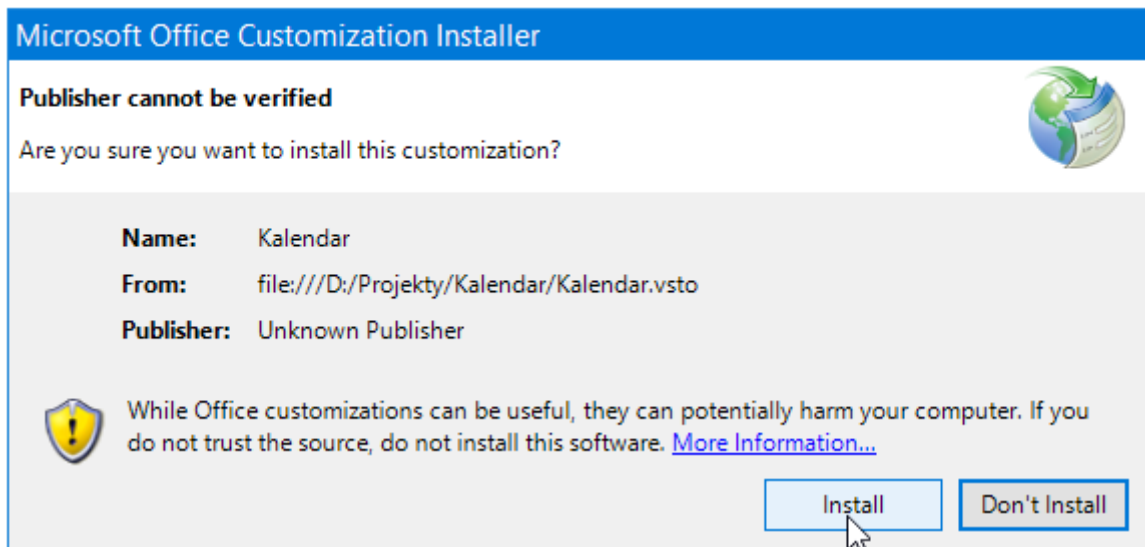 Microsoft Office Customization Installer
Publisher cannot be verified
Are you sure you want to install this customization?
Name: Kalendar
From: file:///D:/Projekty/Kalendar/Kalendar.vsto
Publisher: Unknown Publisher
While Office customizations can be useful, they can potentially harm your computer. If you
do not trust the source, do not install this software. More Information...
Install Don't Install